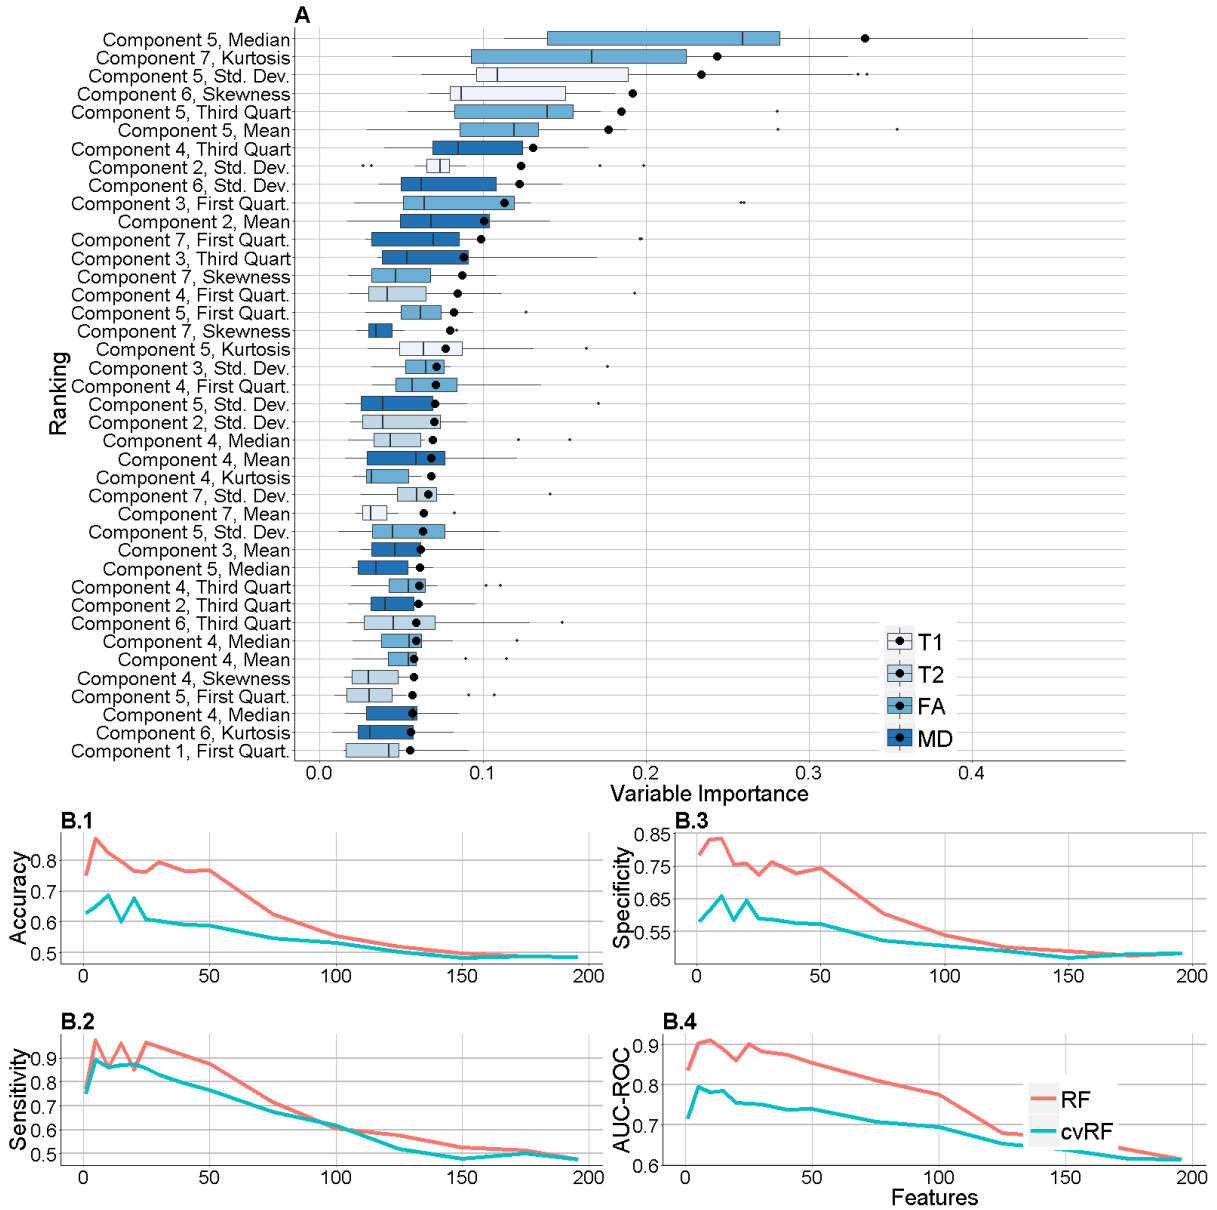 A
Component 5, Median
Component 7, Kurtosis
Component 5, Std. Dev.
Component 6, Skewness
Component 5, Third Quart
Component 5, Mean
Component 4, Third Quart
Component 2, Std. Dev.
Component 6, Std. Dev.
Component 3, First Quart.
Component 2, Mean
Component 7, First Quart.
Component 3, Third Quart
Component 7, Skewness
Component 4, First Quart.
Component 5, First Quart.
Component 7, Skewness
Component 5, Kurtosis
Component 3, Std. Dev.
Component 4, First Quart.
Component 5, Std. Dev.
Component 2, Std. Dev.
Component 4, Median
Component 4, Mean
Component 4, Kurtosis
Component 7, Std. Dev.
Component 7, Mean
Component 5, Std. Dev.
Component 3, Mean
Component 5, Median
Component 4, Third Quart
Component 2, Third Quart
Component 6, Third Quart
Component 4, Median
Component 4, Mean
Component 4, Skewness
Component 5, First Quart.
Component 4, Median
Component 6, Kurtosis
Component 1, First Quart.
Ranking
T1
T2
FA
MD
0.0 0.1 0.2 0.3 0.4
Variable Importance
B.1
Accuracy
0.8
0.7
0.6
0.5
0 50 100 150 200
B.3
Specificity
0.85
0.75
0.65
0.55
0 50 100 150 200
B.2
Sensitivity
0.9
0.8
0.7
0.6
0.5
0 50 100 150 200
B.4
AUC-ROC
0.9
0.8
0.7
0.6
RF
cvRF
0 50 100 150 200
Features